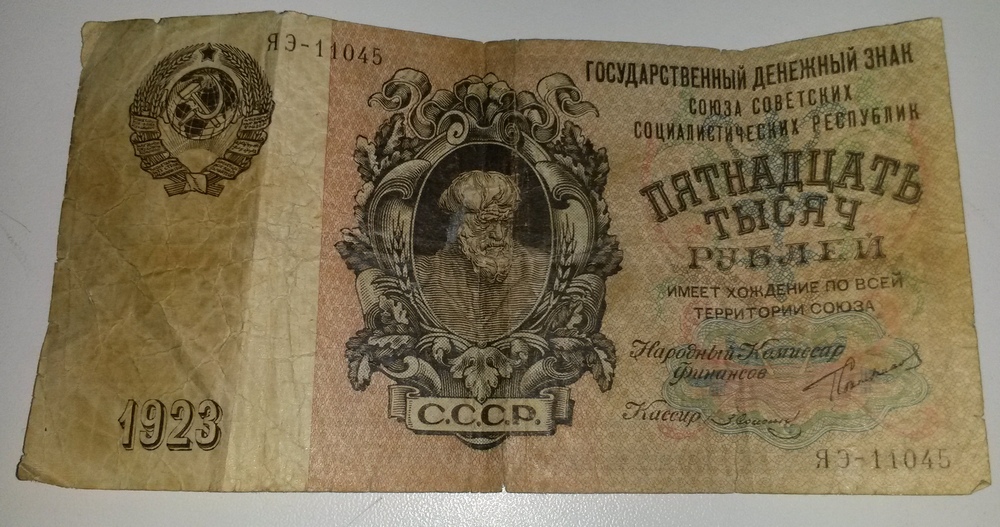 ЯЭ-11045
ГОСУДАРСТВЕННЫЙ ДЕНЕЖНЫЙ ЗНАК
СОЮЗА СОВЕТСКИХ
СОЦИАЛИСТИЧЕСКИХ РЕСПУБЛИК
ПЯТНАДЦАТЬ
ТЫСЯЧ
РУБЛЕЙ
ИМЕЕТ ХОЖДЕНИЕ ПО ВСЕЙ
ТЕРРИТОРИИ СОЮЗА
Народный Комиссар
финансов
Кассир
С.С.С.Р.
1923
ЯЭ-11045